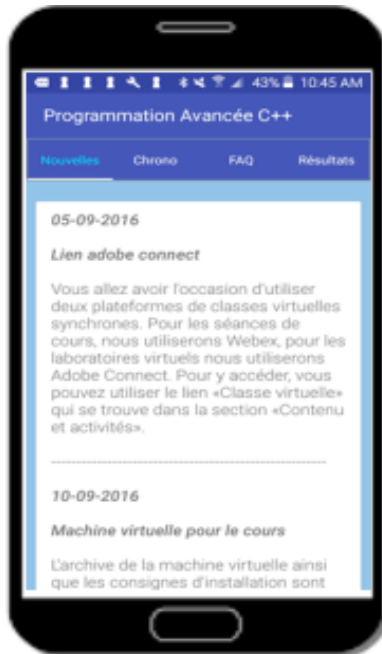 43% 10:45 AM
Programmation Avancée C++
Nouvelles Chrono FAQ Résultats
05-09-2016
Lien adobe connect
Vous allez avoir l'occasion d'utiliser
deux plateformes de classes virtuelles
synchrones. Pour les séances de
cours, nous utiliserons Webex, pour les
laboratoires virtuels nous utiliserons
Adobe Connect. Pour y accéder, vous
pouvez utiliser le lien «Classe virtuelle»
qui se trouve dans la section «Contenu
et activités».
10-09-2016
Machine virtuelle pour le cours
L'archive de la machine virtuelle ainsi
que les consignes d'installation sont